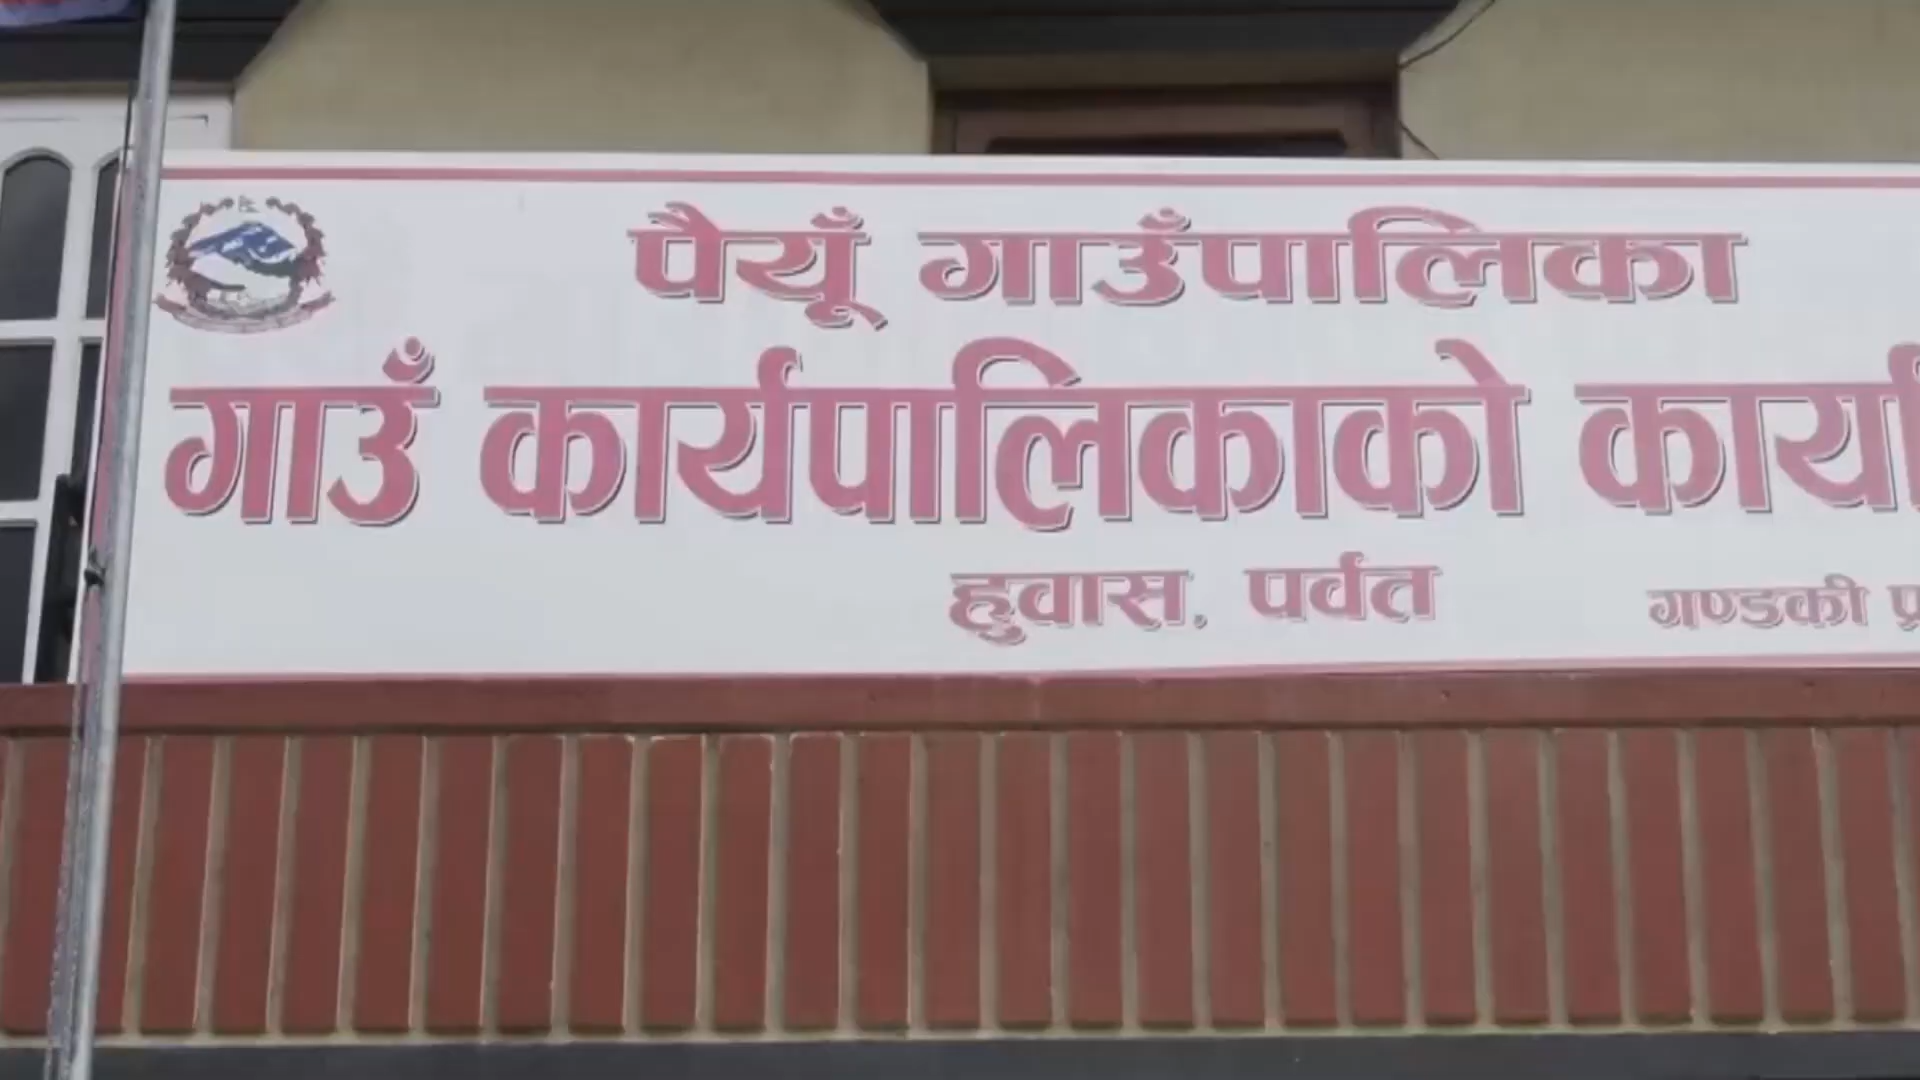 पैयूँ गाउँपालिका
गाउँ कार्यपालिकाको
हुवास, पर्वत
गण्डकी